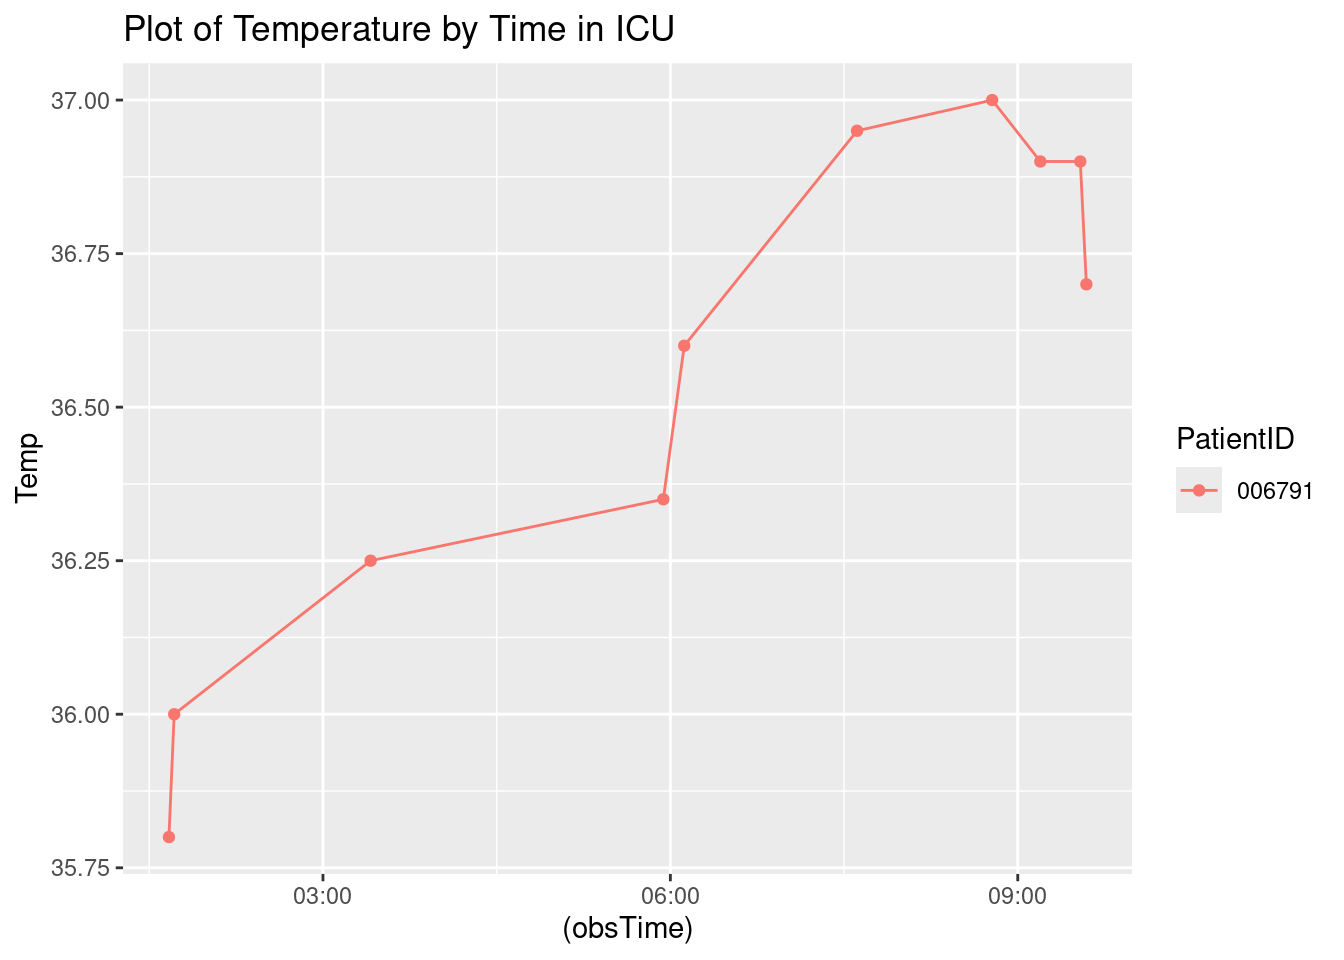 Plot of Temperature by Time in ICU
37.00
36.75
36.50
36.25
36.00
35.75
Temp
03:00 06:00 09:00
(obsTime)
PatientID
006791